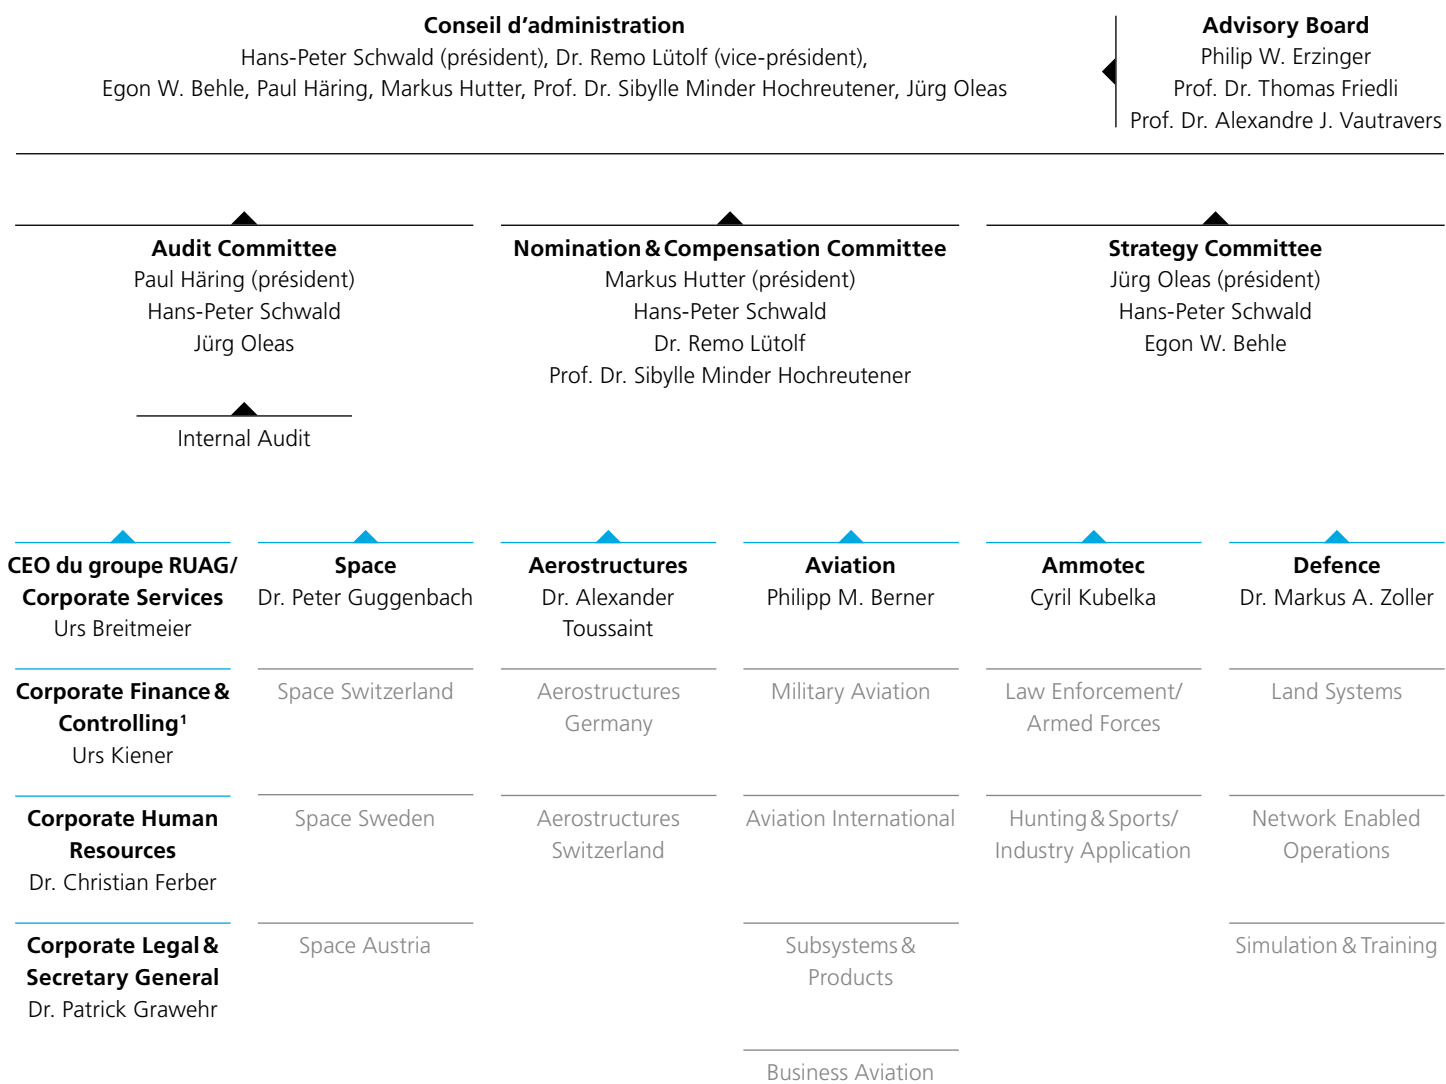 Conseil d’administration
Hans-Peter Schwald (président), Dr. Remo Lütolf (vice-président),
Egon W. Behle, Paul Häring, Markus Hutter, Prof. Dr. Sibylle Minder Hochreutener, Jürg Oleas
Advisory Board
Philip W. Erzinger
Prof. Dr. Thomas Friedli
Prof. Dr. Alexandre J. Vautravers
Audit Committee
Paul Häring (président)
Hans-Peter Schwald
Jürg Oleas
Internal Audit
Nomination & Compensation Committee
Markus Hutter (président)
Hans-Peter Schwald
Dr. Remo Lütolf
Prof. Dr. Sibylle Minder Hochreutener
Strategy Committee
Jürg Oleas (président)
Hans-Peter Schwald
Egon W. Behle
CEO du groupe RUAG/
Corporate Services
Urs Breitmeier
Corporate Finance &
Controlling¹
Urs Kiener
Corporate Human
Resources
Dr. Christian Ferber
Corporate Legal &
Secretary General
Dr. Patrick Grawehr
Space
Dr. Peter Guggenbach
Space Switzerland
Space Sweden
Space Austria
Aerostructures
Dr. Alexander
Toussaint
Aerostructures
Germany
Aerostructures
Switzerland
Aviation
Philipp M. Berner
Military Aviation
Aviation International
Subsystems &
Products
Business Aviation
Ammotec
Cyril Kubelka
Law Enforcement/
Armed Forces
Hunting & Sports/
Industry Application
Defence
Dr. Markus A. Zoller
Land Systems
Network Enabled
Operations
Simulation & Training